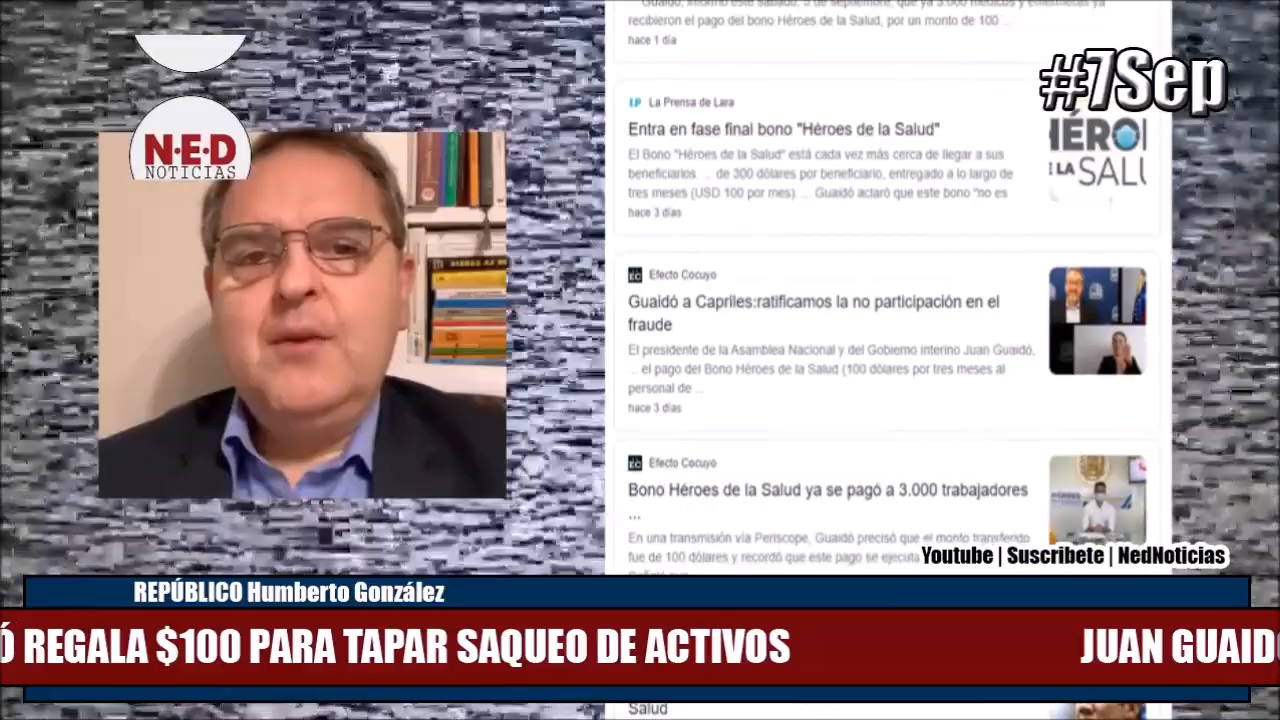 recibieron el pago del bono Héroes de la Salud, por un monto de 100 ...
hace 1 día
#7Sep
LP La Prensa de Lara
Entra en fase final bono "Héroes de la Salud"
El Bono "Héroes de la Salud" está cada vez más cerca de llegar a sus
beneficiarios. ... de 300 dólares por beneficiario, entregado a lo largo de
tres meses (USD 100 por mes). ... Guaidó aclaró que este bono "no es
hace 3 días
HÉROE
E LA SALU
N·E·D
NOTICIAS
EC Efecto Cocuyo
Guaidó a Capriles:ratificamos la no participación en el
fraude
El presidente de la Asamblea Nacional y del Gobierno interino Juan Guaidó,
... el pago del Bono Héroes de la Salud (100 dólares por tres meses al
personal de ...
hace 3 días
EC Efecto Cocuyo
Bono Héroes de la Salud ya se pagó a 3.000 trabajadores
...
En una transmisión vía Periscope, Guaidó precisó que el monto transferido
fue de 100 dólares y recordó que este pago se ejecuta
Youtube | Suscribete | NedNoticias
REPÚBLICO Humberto González
Ó REGALA $100 PARA TAPAR SAQUEO DE ACTIVOS JUAN GUAID
Salud